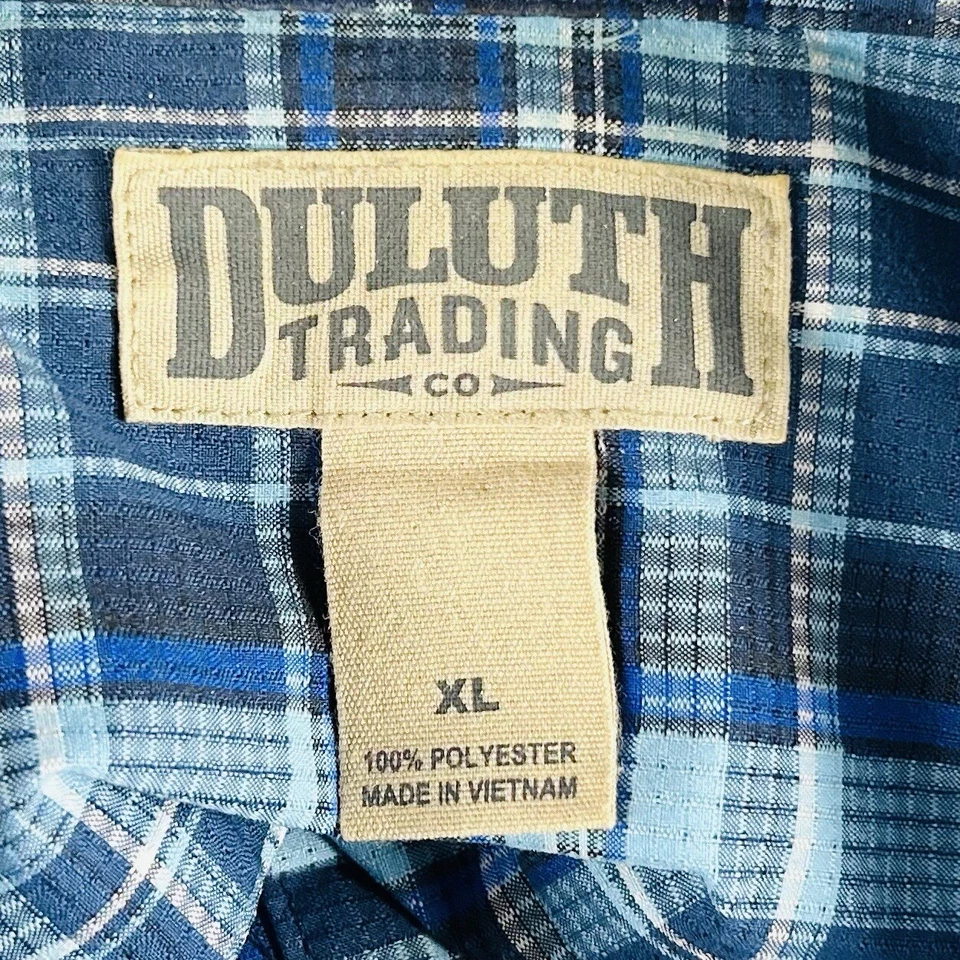 DULUTH
TRADING
CO
XL
100% POLYESTER
MADE IN VIETNAM